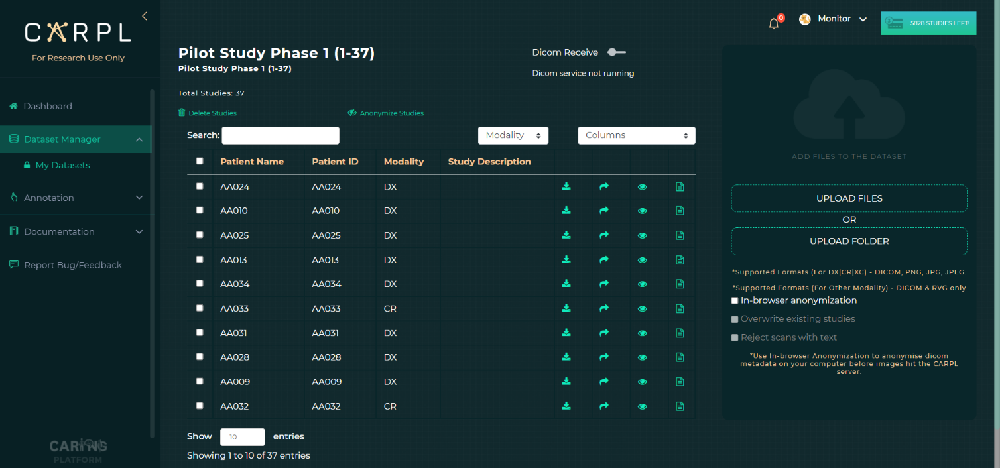 CARPL
For Research Use Only
Dashboard
Dataset Manager
My Datasets
Annotation
Documentation
Report Bug/Feedback
CARING
PLATFORM
0
Monitor
5828 STUDIES LEFT!
Pilot Study Phase 1 (1-37)
Pilot Study Phase 1 (1-37)
Dicom Receive
Dicom service not running
Total Studies: 37
Delete Studies
Anonymize Studies
Search:
Modality
Columns
Patient Name Patient ID Modality Study Description
AA024 AA024 DX
AA010 AA010 DX
AA025 AA025 DX
AA013 AA013 DX
AA034 AA034 DX
AA033 AA033 CR
AA031 AA031 DX
AA028 AA028 DX
AA009 AA009 DX
AA032 AA032 CR
Show 10 entries
Showing 1 to 10 of 37 entries
ADD FILES TO THE DATASET
UPLOAD FILES
OR
UPLOAD FOLDER
*Supported Formats (For DX|CR|XC) - DICOM, PNG, JPG, JPEG.
*Supported Formats (For Other Modality) - DICOM & RVG only
In-browser anonymization
Overwrite existing studies
Reject scans with text
*Use In-browser Anonymization to anonymise dicom
metadata on your computer before images hit the CARPL
server.